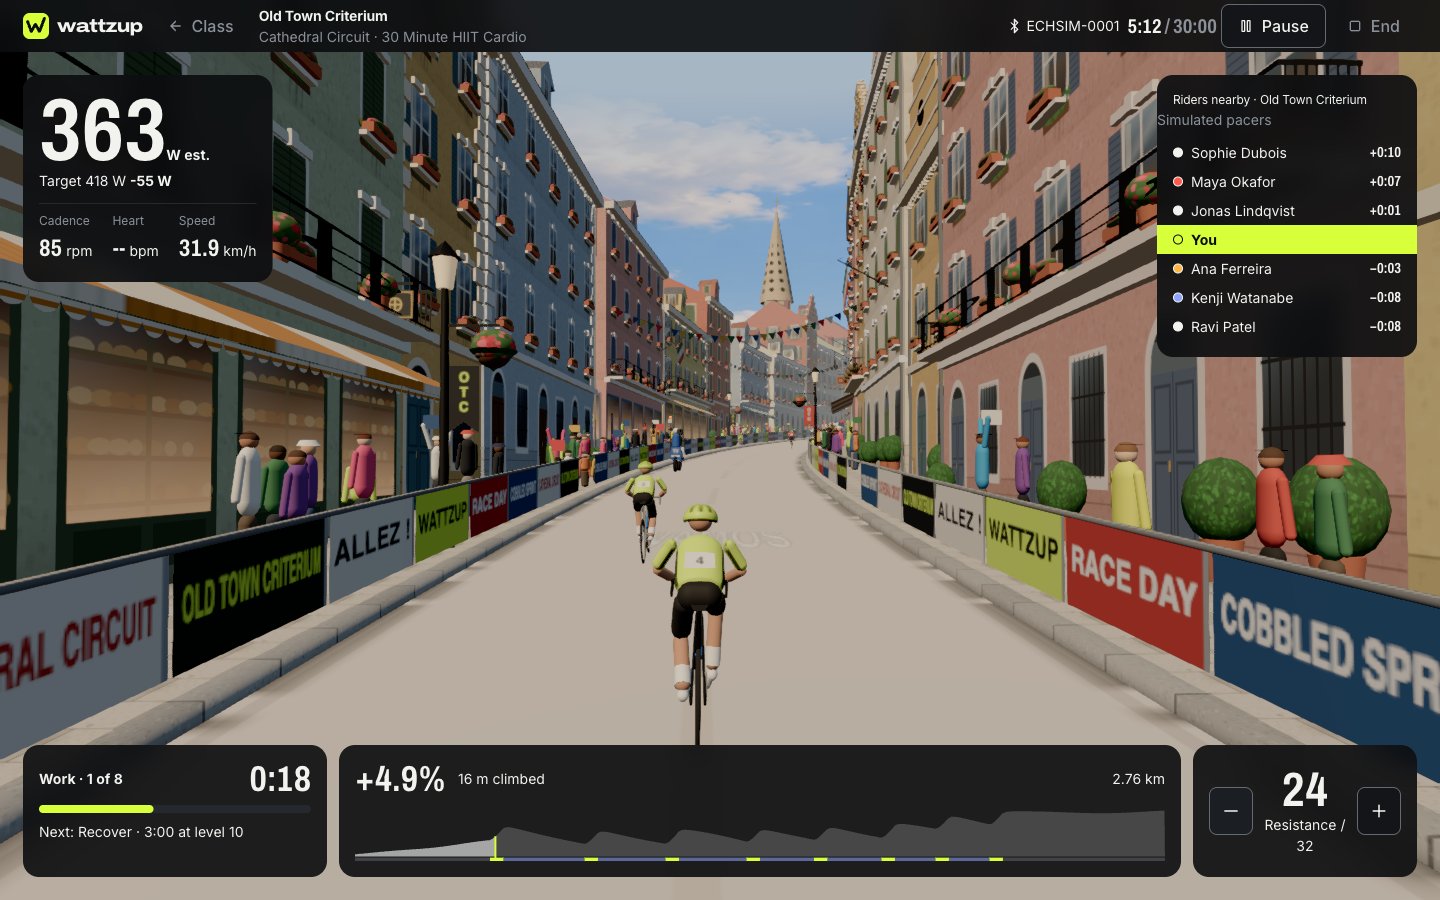 wattzup
← Class
Old Town Criterium
Cathedral Circuit · 30 Minute HIIT Cardio
ECHSIM-0001
5:12 / 30:00
Pause
End
363 W est.
Target 418 W -55 W
Cadence Heart Speed
85 rpm -- bpm 31.9 km/h
Riders nearby · Old Town Criterium
Simulated pacers
Sophie Dubois +0:10
Maya Okafor +0:07
Jonas Lindqvist +0:01
You
Ana Ferreira −0:03
Kenji Watanabe −0:08
Ravi Patel −0:08
OTC
RAL CIRCUIT
OLD TOWN CRITERIUM
ALLEZ !
WATTZUP
RACE DAY
COBBLED SPRI
4
ALLEZ !
WATTZUP
RACE DAY
COBBLED SPR
Work · 1 of 8
0:18
Next: Recover · 3:00 at level 10
+4.9% 16 m climbed
2.76 km
−
24
+
Resistance /
32